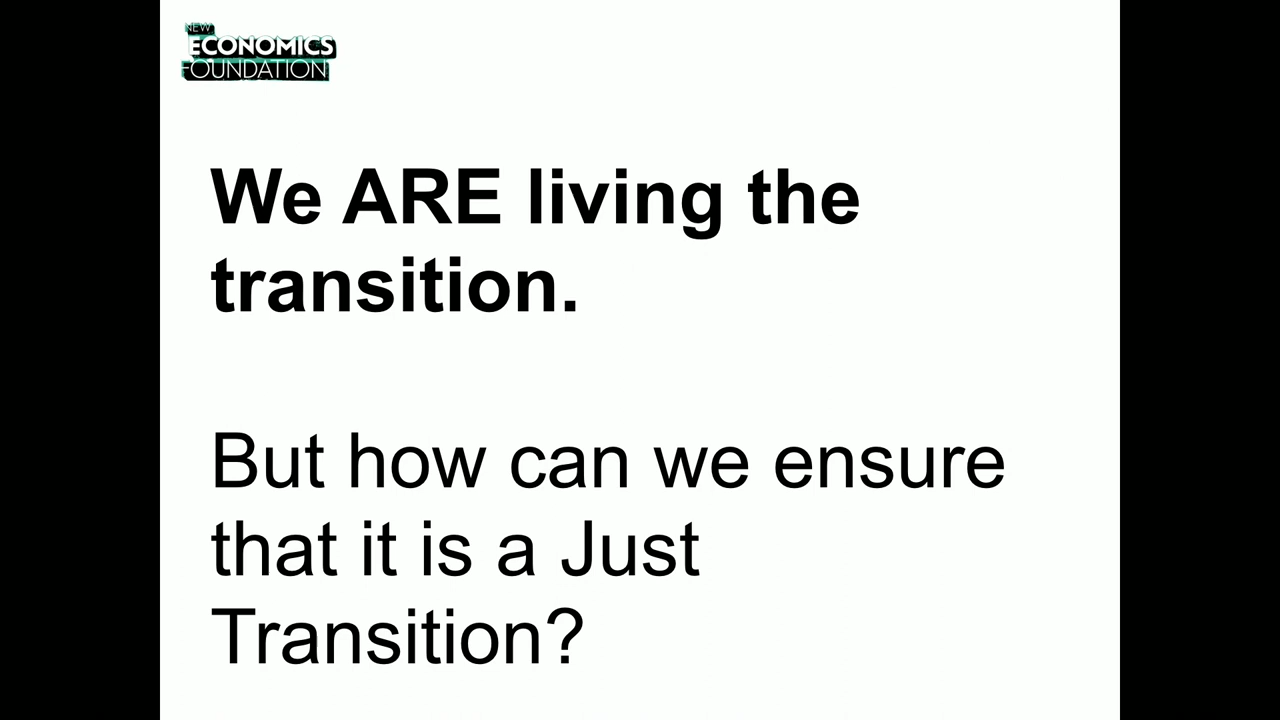 NEW
ECONOMICS
FOUNDATION
We ARE living the
transition.
But how can we ensure
that it is a Just
Transition?